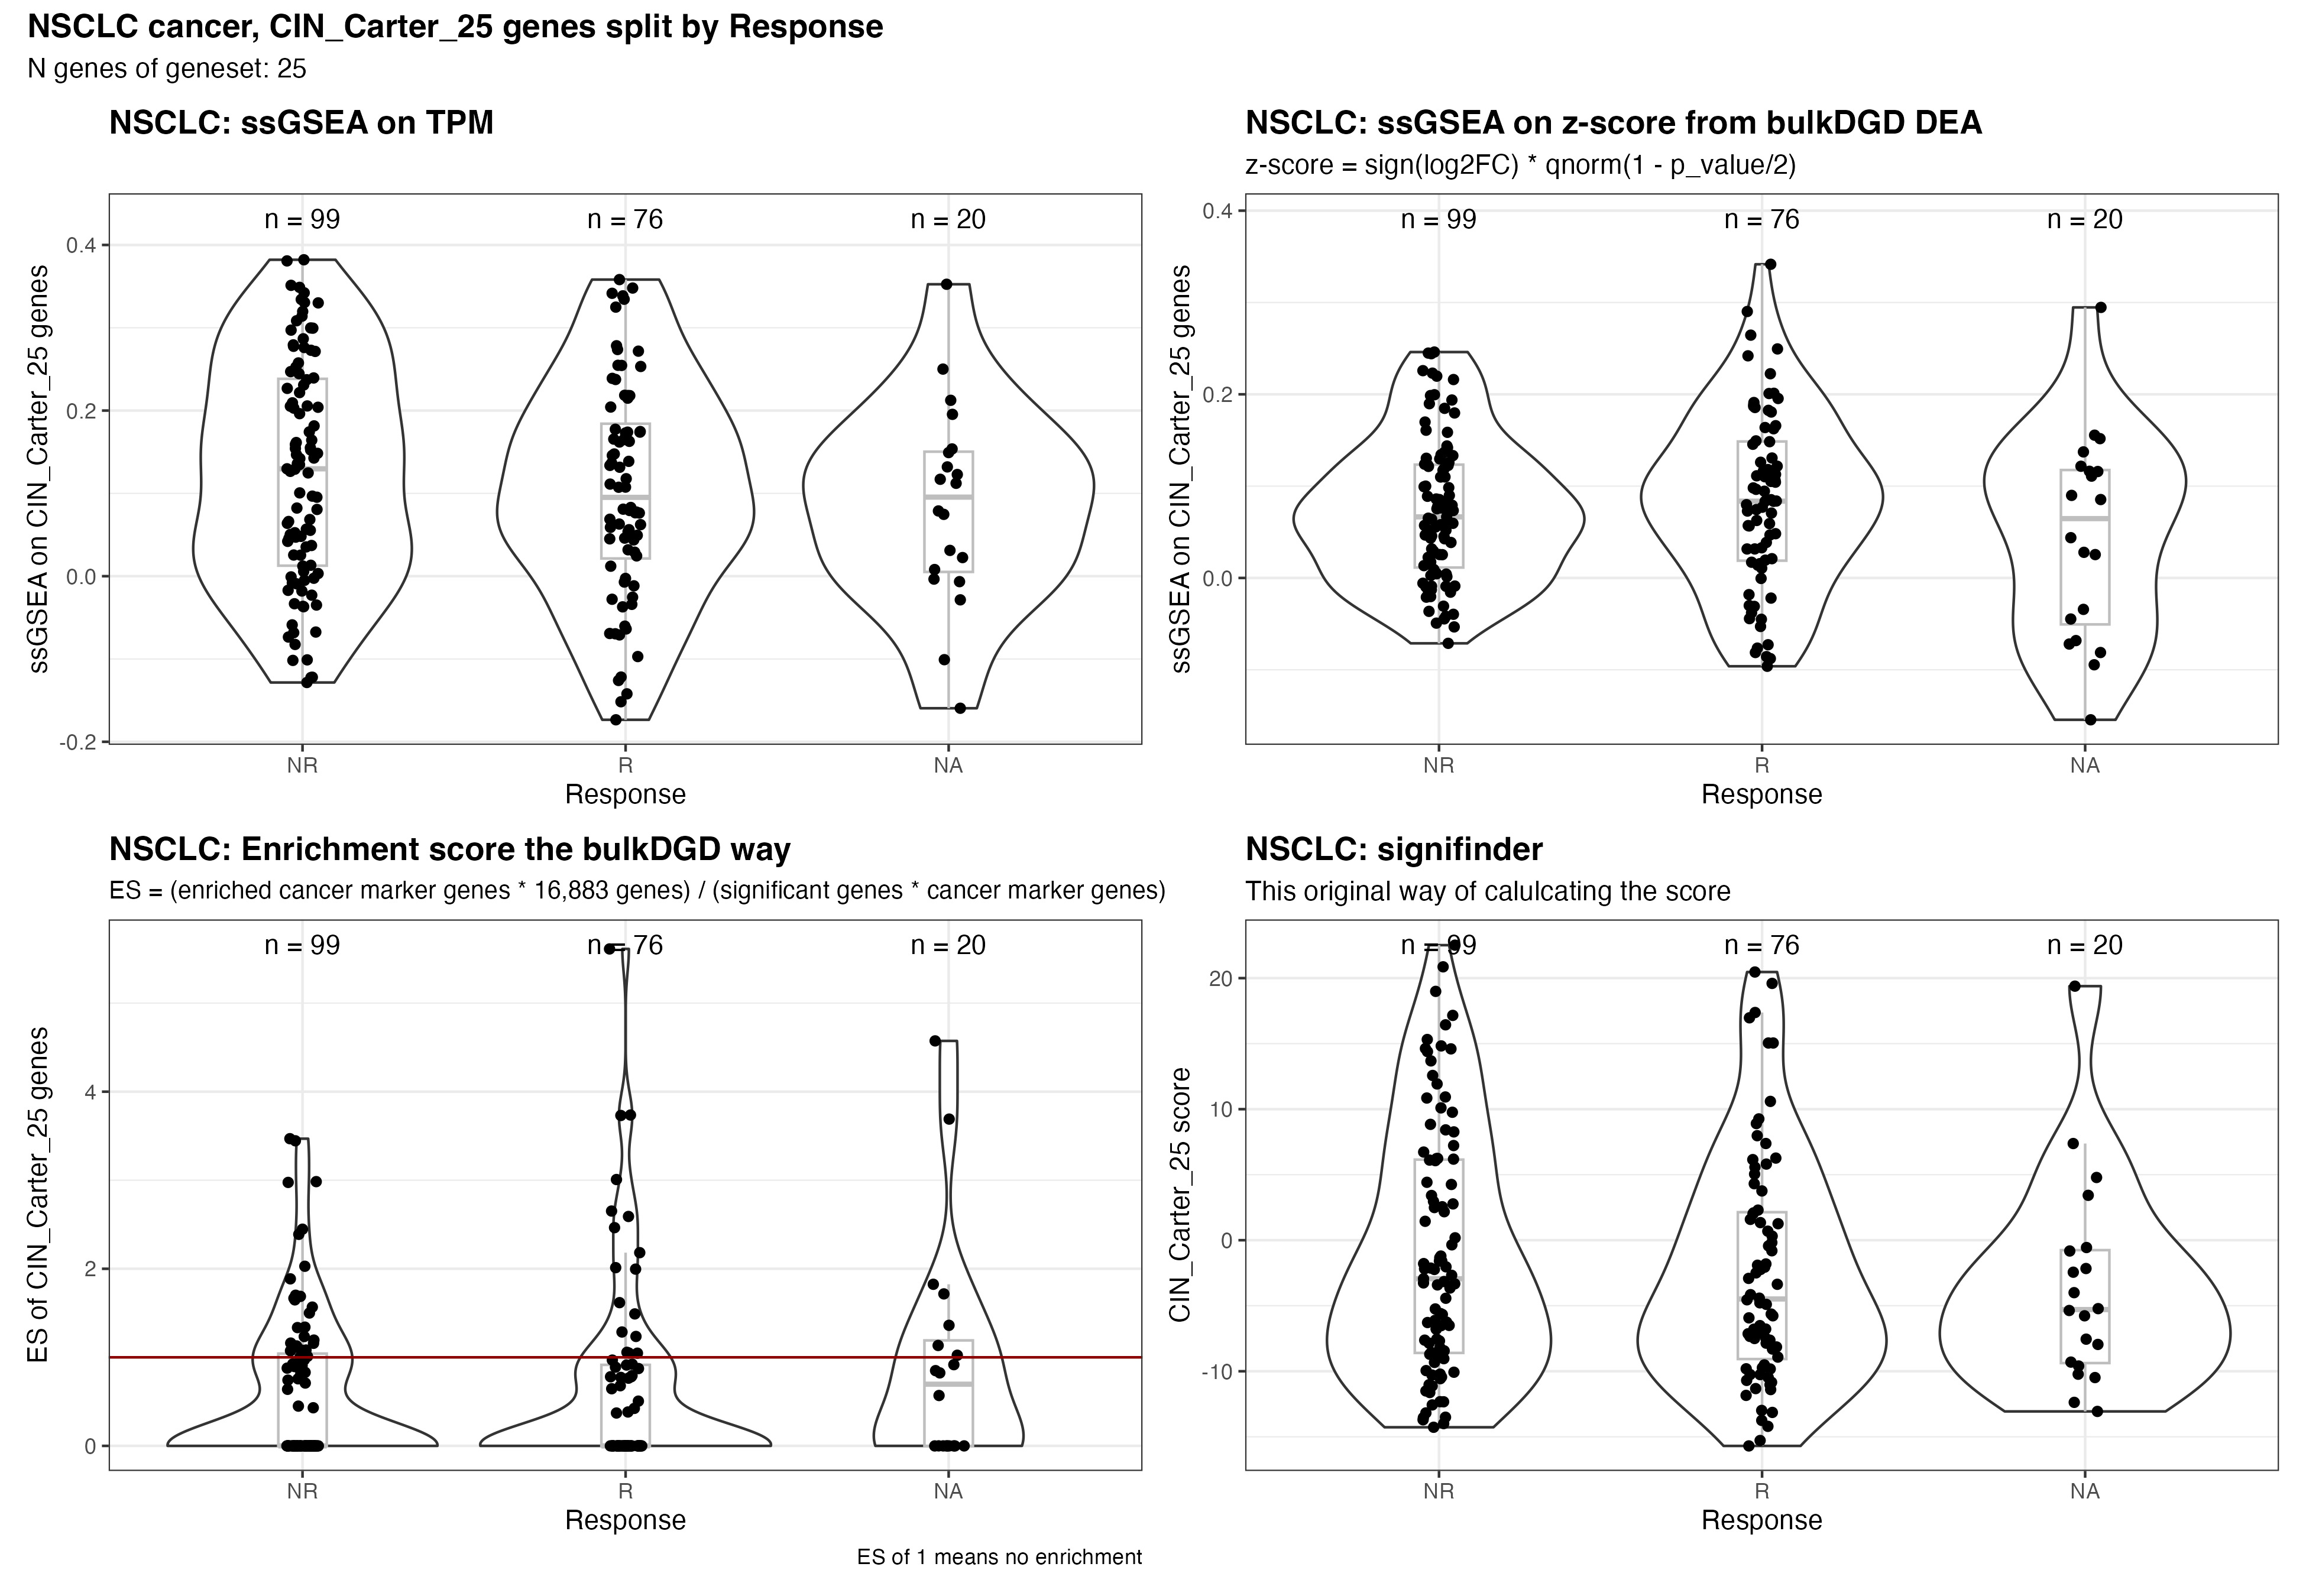 NSCLC cancer, CIN_Carter_25 genes split by Response
N genes of geneset: 25
NSCLC: ssGSEA on TPM
n = 99
n = 76
n = 20
0.4
0.2
0.0
-0.2
ssGSEA on CIN_Carter_25 genes
NR
R
NA
Response
NSCLC: ssGSEA on z-score from bulkDGD DEA
z-score = sign(log2FC) * qnorm(1 - p_value/2)
n = 99
n = 76
n = 20
0.4
0.2
0.0
ssGSEA on CIN_Carter_25 genes
NR
R
NA
Response
NSCLC: Enrichment score the bulkDGD way
ES = (enriched cancer marker genes * 16,883 genes) / (significant genes * cancer marker genes)
n = 99
n = 76
n = 20
4
2
0
ES of CIN_Carter_25 genes
NR
R
NA
Response
ES of 1 means no enrichment
NSCLC: signifinder
This original way of calulcating the score
n = 99
n = 76
n = 20
20
10
0
-10
CIN_Carter_25 score
NR
R
NA
Response